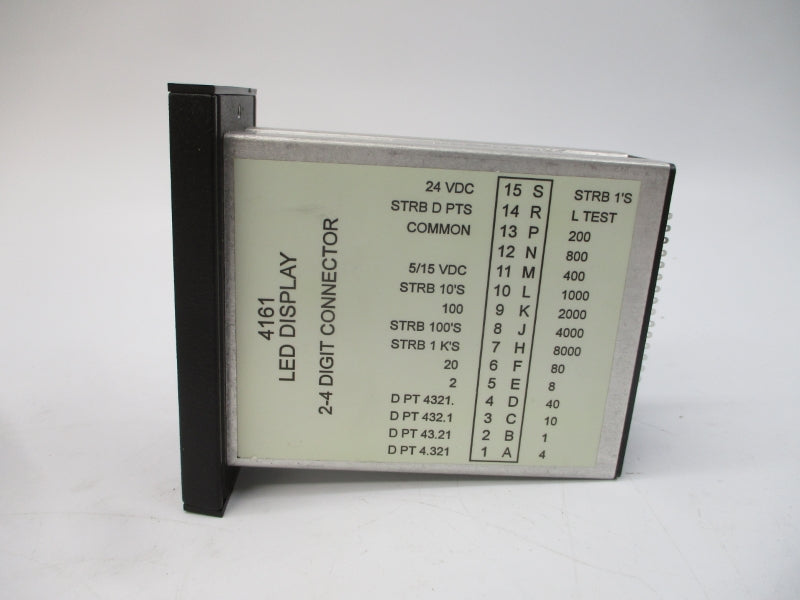 4161
LED DISPLAY
2-4 DIGIT CONNECTOR
24 VDC 15 S STRB 1'S
STRB D PTS 14 R L TEST
COMMON 13 P 200
12 N 800
5/15 VDC 11 M 400
STRB 10'S 10 L 1000
100 9 K 2000
STRB 100'S 8 J 4000
STRB 1 K'S 7 H 8000
20 6 F 80
2 5 E 8
D PT 4321. 4 D 40
D PT 432.1 3 C 10
D PT 43.21 2 B 1
D PT 4.321 1 A 4